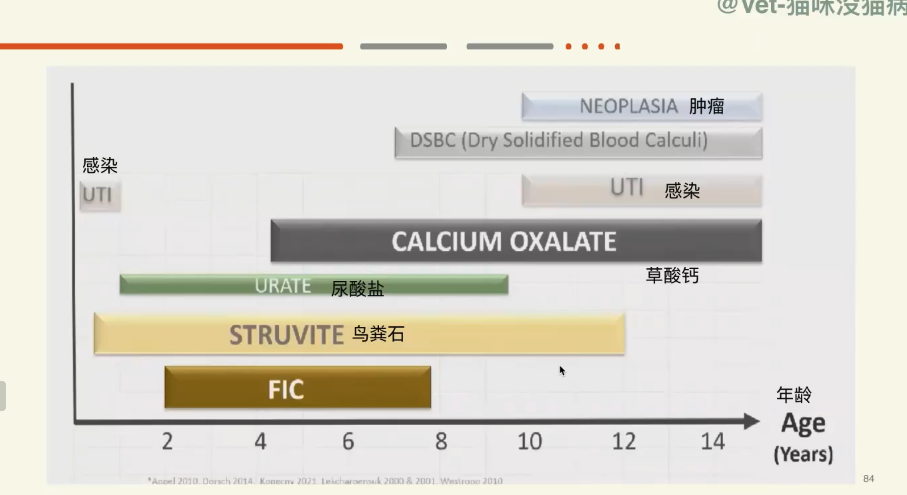 @Vet-猫咪没猫病
NEOPLASIA 肿瘤
DSBC (Dry Solidified Blood Calculi)
感染
UTI
UTI 感染
CALCIUM OXALATE
草酸钙
URATE 尿酸盐
STRUVITE 鸟粪石
FIC
年龄
Age
(Years)
2 4 6 8 10 12 14
*Appel 2010, Dorsch 2014, Kopecny 2021, Lekcharoensuk 2000 & 2001, Westropp 2010
84